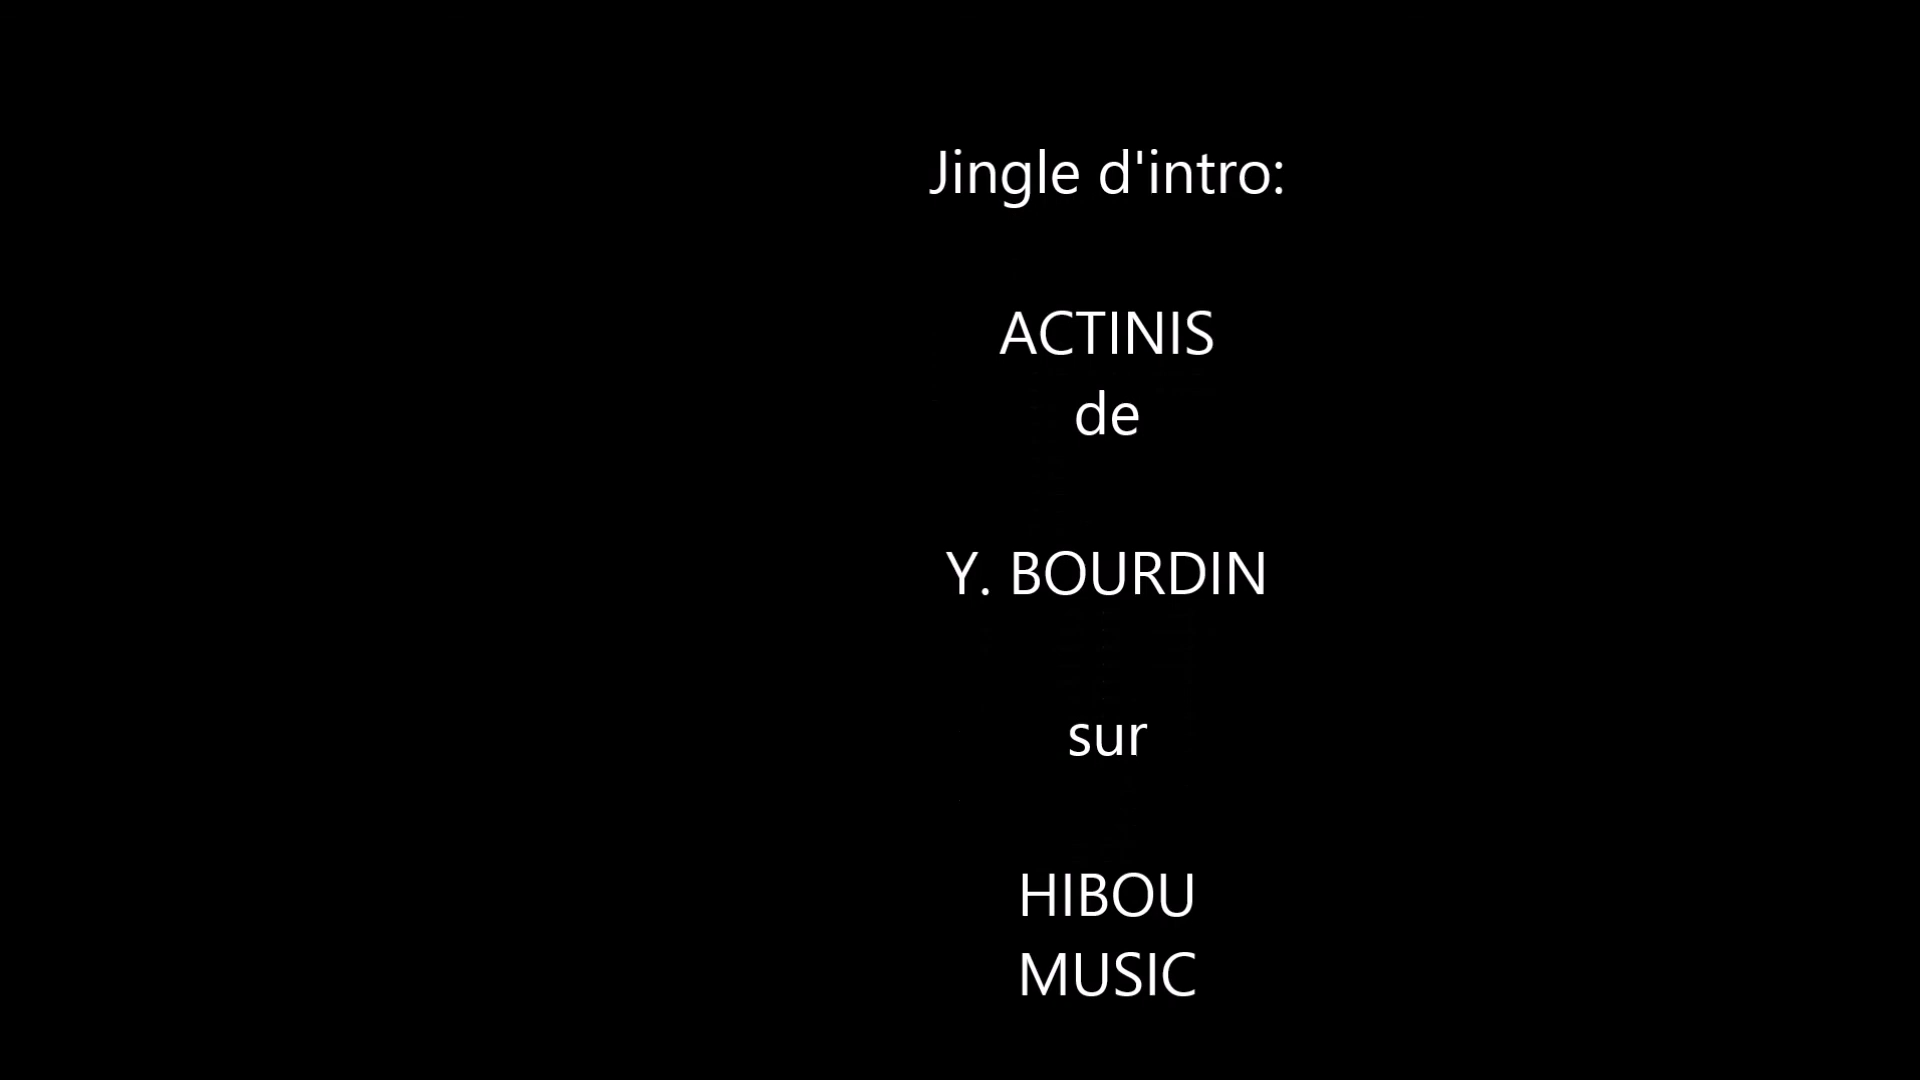 Jingle d'intro:
ACTINIS
de
Y. BOURDIN
sur
HIBOU
MUSIC